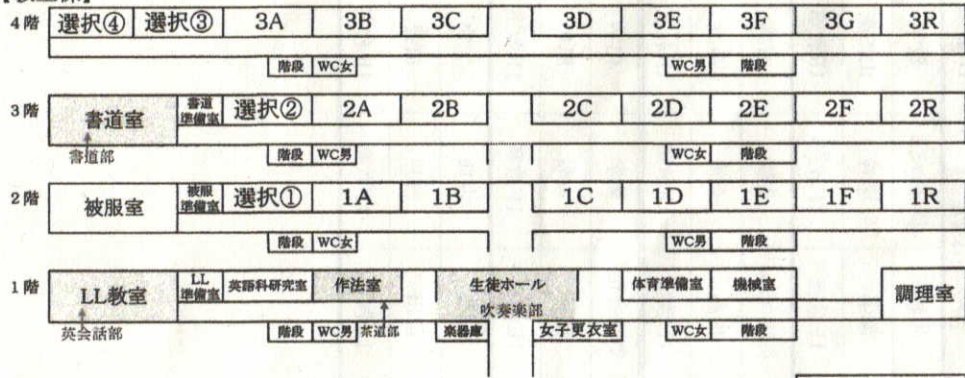 4階 選択④ 選択③ 3A 3B 3C 3D 3E 3F 3G 3R
階段 WC女 WC男 階段
3階 書道室 書道準備室 選択② 2A 2B 2C 2D 2E 2F 2R
書道部 階段 WC男 WC女 階段
2階 被服室 被服準備室 選択① 1A 1B 1C 1D 1E 1F 1R
階段 WC女 WC男 階段
1階 LL教室 LL準備室 英語科研究室 作法室 生徒ホール 体育準備室 機械室 調理室
吹奏楽部
英会話部 階段 WC男 茶道部 楽器庫 女子更衣室 WC女 階段